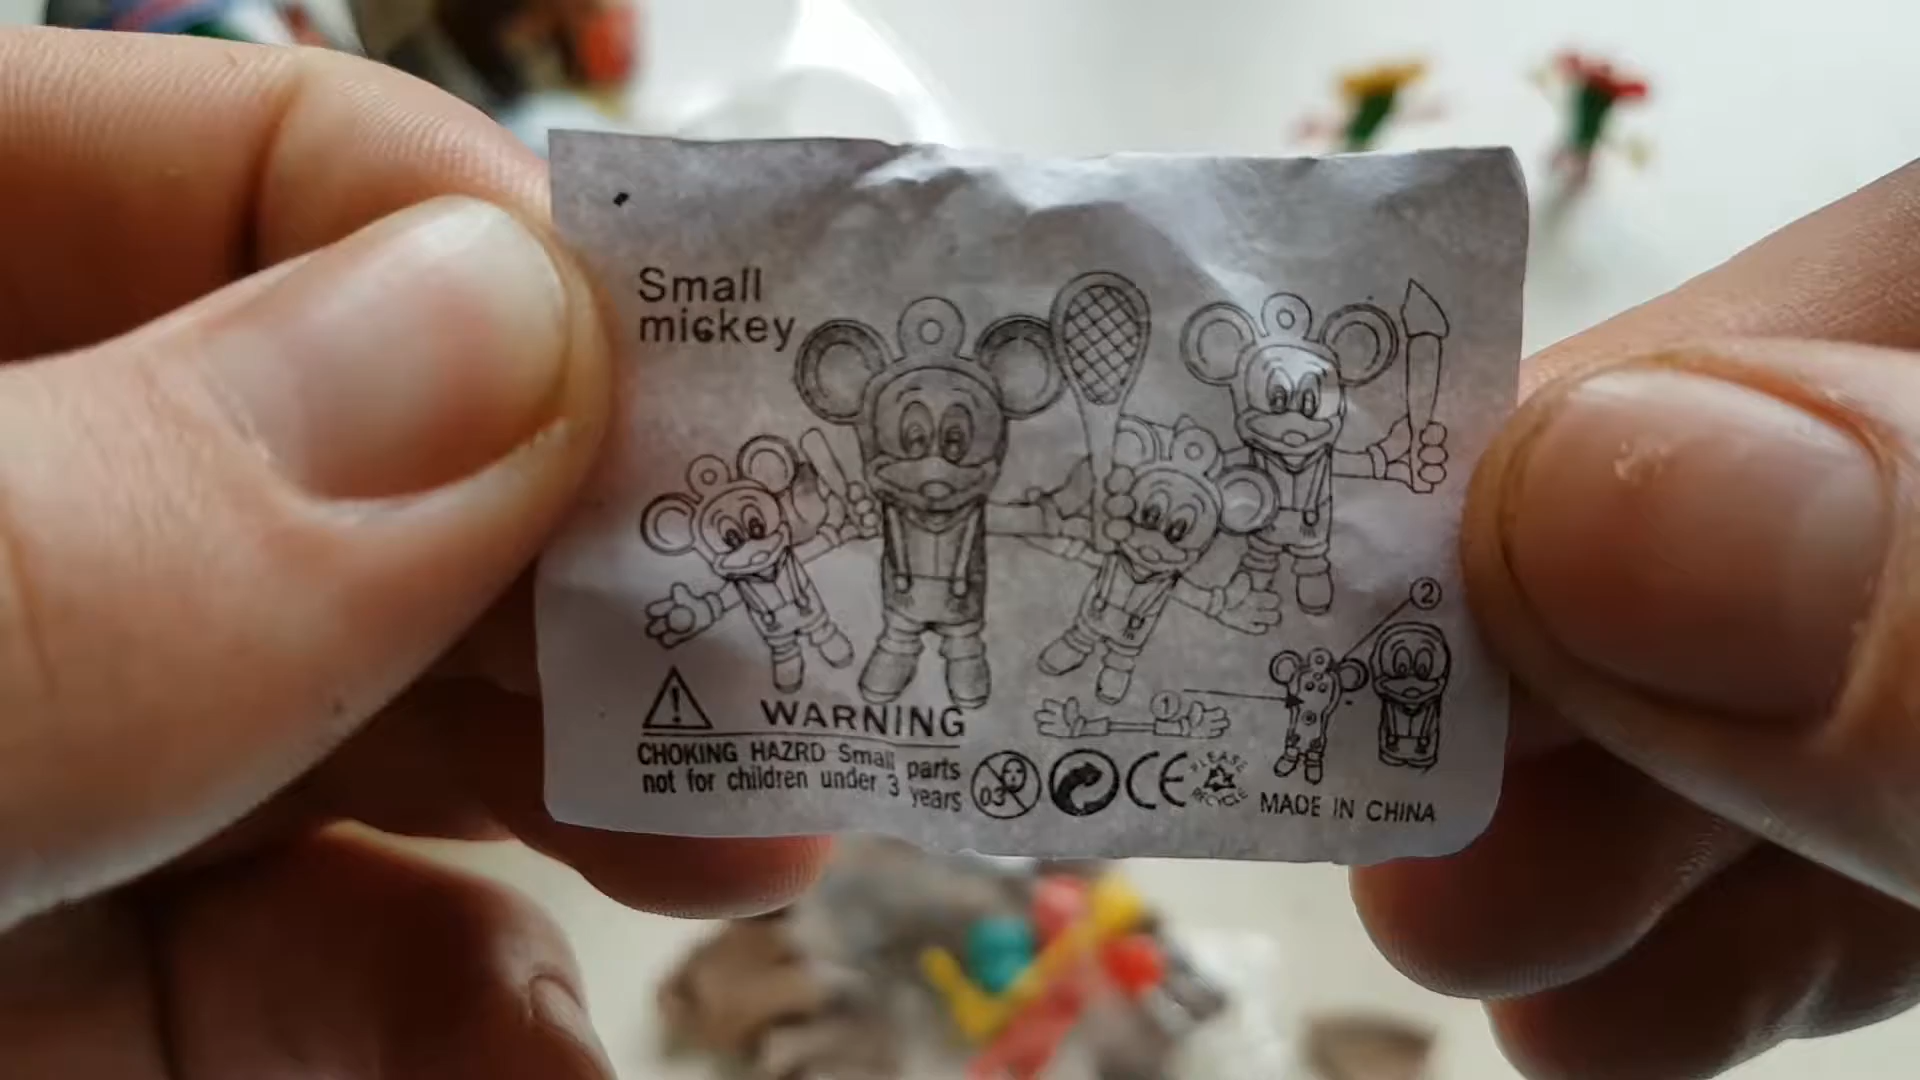 Small
mickey
②
①
WARNING
CHOKING HAZRD Small parts
not for children under 3 years
03
CE
PLEASE
RECYCLE
MADE IN CHINA